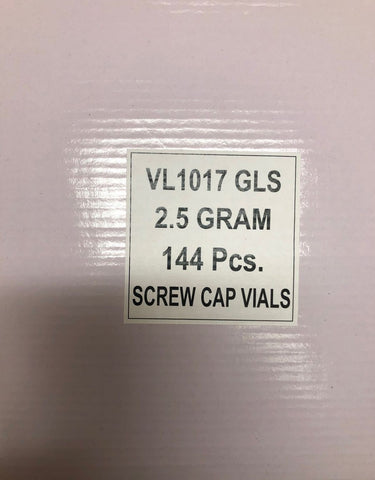 VL1017 GLS
2.5 GRAM
144 Pcs.
SCREW CAP VIALS